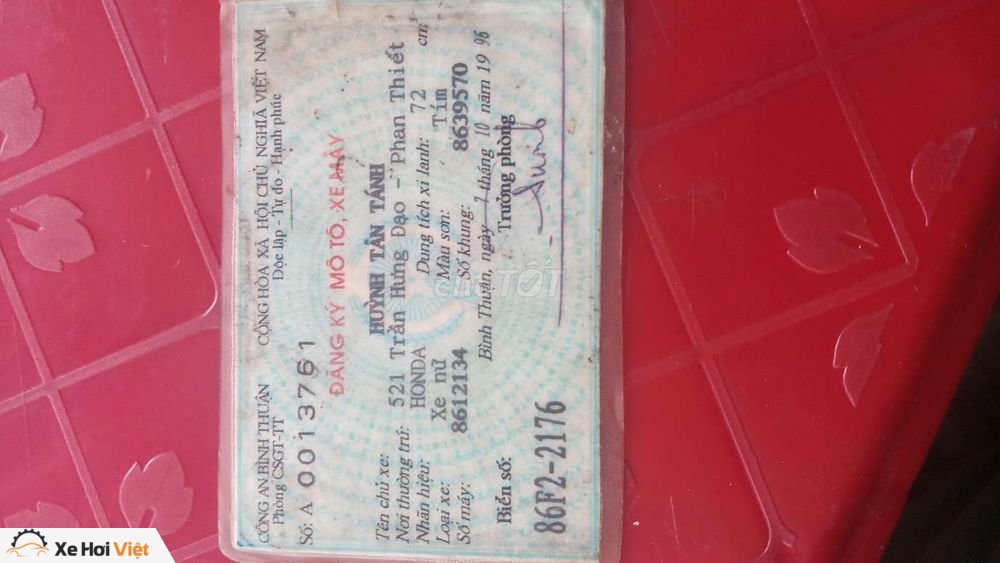 CÔNG AN BÌNH THUẬN
Phòng CSGT-TT
CỘNG HÒA XÃ HỘI CHỦ NGHĨA VIỆT NAM
Độc lập - Tự do - Hạnh phúc
Số: A 0013761
ĐĂNG KÝ MÔ TÔ, XE MÁY
Tên chủ xe: HUỲNH TẤN TÁNH
Nơi thường trú: 521 Trần Hưng Đạo - Phan Thiết
Nhãn hiệu: HONDA Dung tích xi lanh: 72 cm
Loại xe: Xe nữ Màu sơn: Tím
Số máy: 8612134 Số khung: 8639570
Bình Thuận, ngày 7 tháng 10 năm 19 96
Biển số: Trưởng phòng
86F2-2176
chợTỐT
Xe Hơi Việt